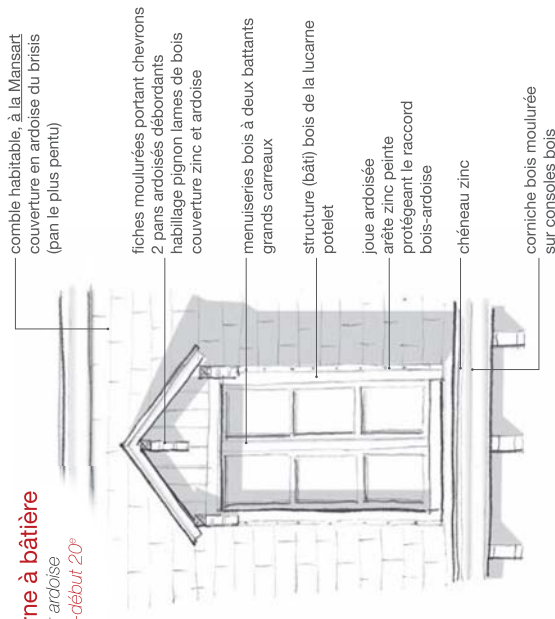 rne à bâtière
ardoise
-début 20e
comble habitable, à la Mansart
couverture en ardoise du brisis
(pan le plus pentu)
fiches moulurées portant chevrons
2 pans ardoisés débordants
habillage pignon lames de bois
couverture zinc et ardoise
menuiseries bois à deux battants
grands carreaux
structure (bâti) bois de la lucarne
potelet
joue ardoisée
arête zinc peinte
protégeant le raccord
bois-ardoise
chéneau zinc
corniche bois moulurée
sur consoles bois